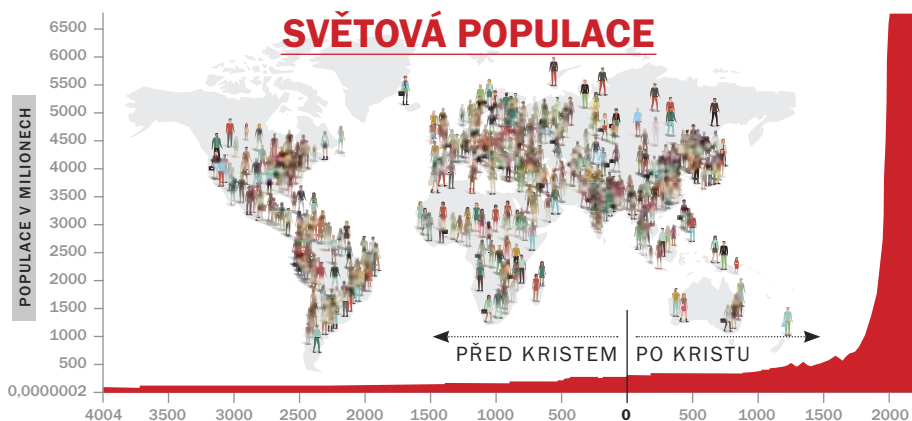 SVĚTOVÁ POPULACE
POPULACE V MILIONECH
6500
6000
5500
5000
4500
4000
3500
3000
2500
2000
1500
1000
500
0,0000002
PŘED KRISTEM
PO KRISTU
4004 3000 2500 2000 1500 1000 500 0 500 1000 1500 2000